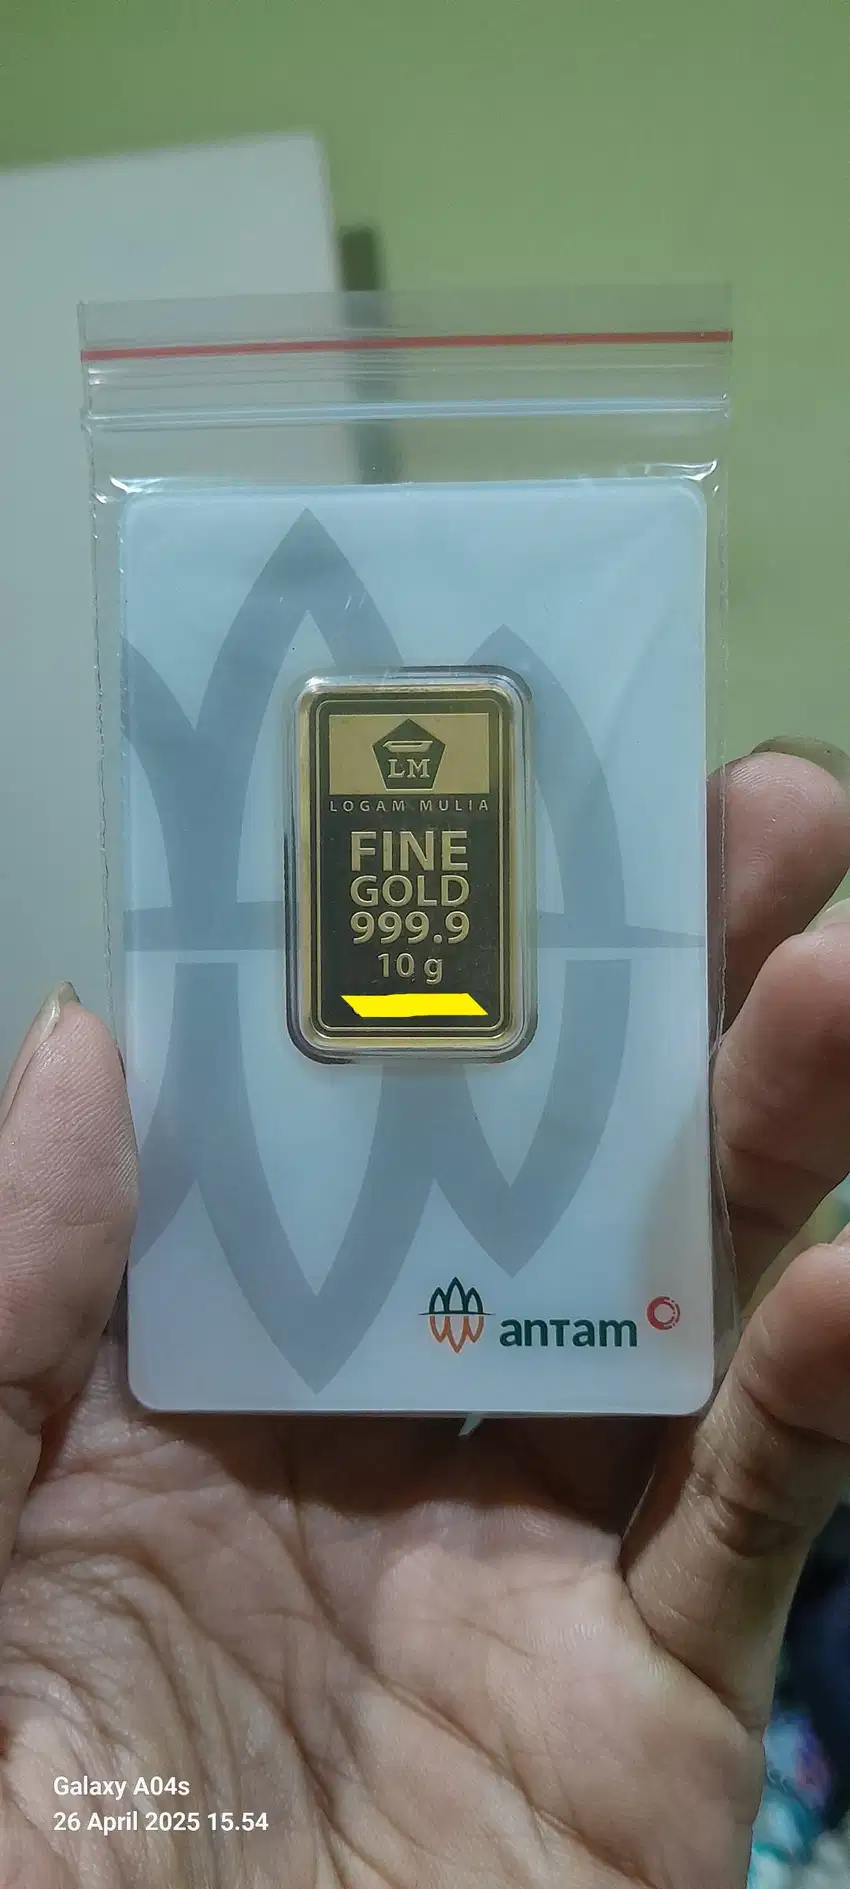 LM
LOGAM MULIA
FINE
GOLD
999.9
10 g
antam
Galaxy A04s
26 April 2025 15.54